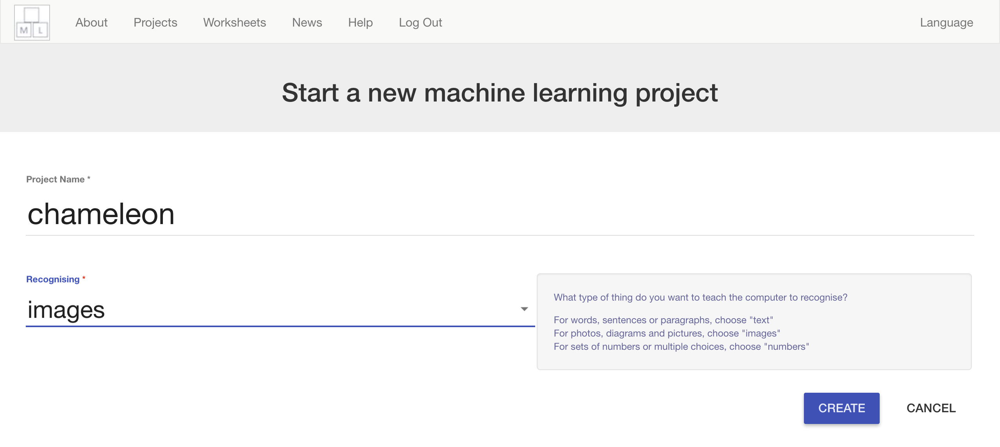 M L
About Projects Worksheets News Help Log Out Language
Start a new machine learning project
Project Name *
chameleon
Recognising *
images
What type of thing do you want to teach the computer to recognise?
For words, sentences or paragraphs, choose "text"
For photos, diagrams and pictures, choose "images"
For sets of numbers or multiple choices, choose "numbers"
CREATE CANCEL